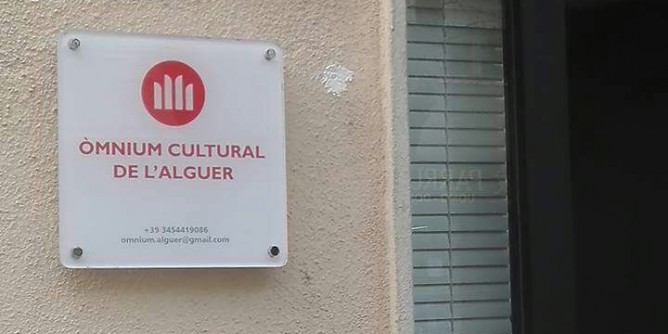 ÒMNIUM CULTURAL
DE L'ALGUER
+39 3454419086
omnium.alguer@gmail.com